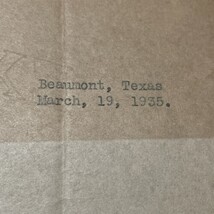 Beaumont, Texas
March, 19, 1935.